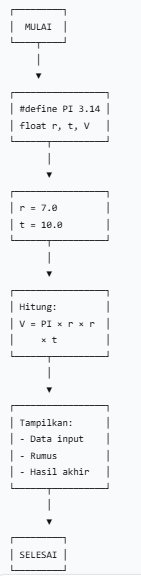 MULAI
#define PI 3.14
float r, t, V
r = 7.0
t = 10.0
Hitung:
V = PI × r × r
× t
Tampilkan:
- Data input
- Rumus
- Hasil akhir
SELESAI